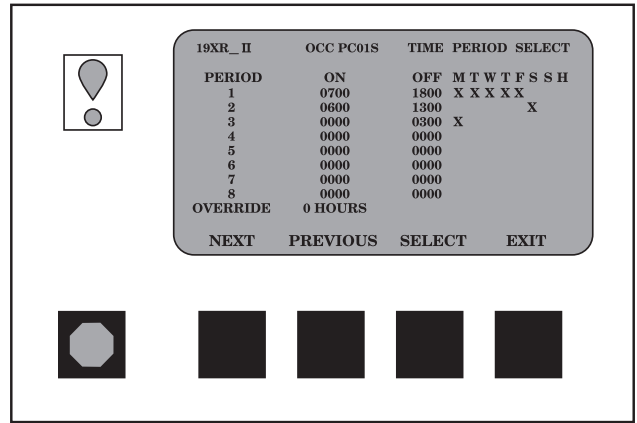 19XR_II OCC PC01S TIME PERIOD SELECT
PERIOD ON OFF M T W T F S S H
1 0700 1800 X X X X X
2 0600 1300 X
3 0000 0300 X
4 0000 0000
5 0000 0000
6 0000 0000
7 0000 0000
8 0000 0000
OVERRIDE 0 HOURS
NEXT PREVIOUS SELECT EXIT